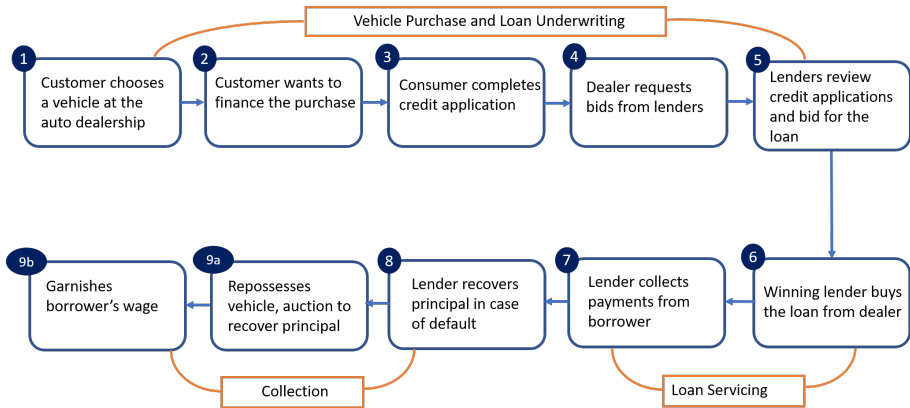 Vehicle Purchase and Loan Underwriting
1
Customer chooses
a vehicle at the
auto dealership
2
Customer wants to
finance the purchase
3
Consumer completes
credit application
4
Dealer requests
bids from lenders
5
Lenders review
credit applications
and bid for the
loan
6
Winning lender buys
the loan from dealer
7
Lender collects
payments from
borrower
8
Lender recovers
principal in case
of default
9a
Repossesses
vehicle, auction to
recover principal
9b
Garnishes
borrower's wage
Collection
Loan Servicing